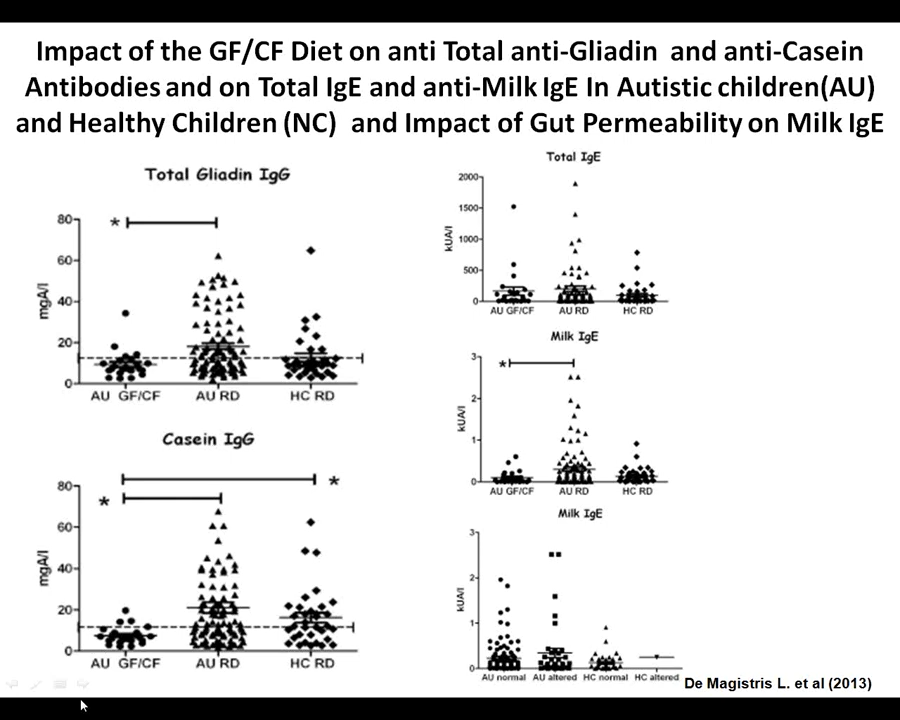 Impact of the GF/CF Diet on anti Total anti-Gliadin and anti-Casein
Antibodies and on Total IgE and anti-Milk IgE In Autistic children(AU)
and Healthy Children (NC) and Impact of Gut Permeability on Milk IgE
Total Gliadin IgG
80
60
40
20
0
mgA/l
*
AU GF/CF
AU RD
HC RD
Casein IgG
80
60
40
20
0
mgA/l
*
*
AU GF/CF
AU RD
HC RD
Total IgE
2000
1500
1000
500
0
kUA/l
AU GF/CF
AU RD
HC RD
Milk IgE
3
2
1
0
kUA/l
*
AU GF/CF
AU RD
HC RD
Milk IgE
3
2
1
0
kUA/l
AU normal
AU altered
HC normal
HC altered
De Magistris L. et al (2013)